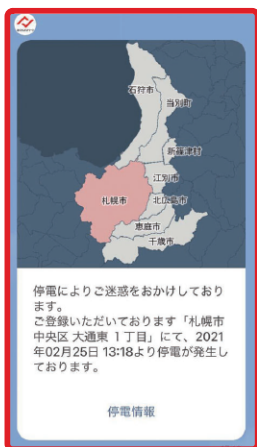 石狩市
当別町
新篠津村
江別市
札幌市
北広島市
恵庭市
千歳市
停電によりご迷惑をおかけしており
ます。
ご登録いただいております「札幌市
中央区 大通東 1丁目」にて、2021
年02月25日 13:18より停電が発生し
ております。
停電情報